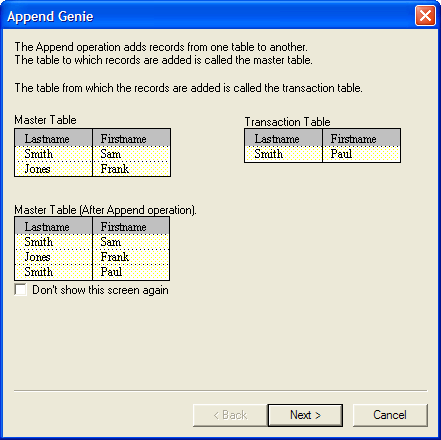 Append Genie
The Append operation adds records from one table to another.
The table to which records are added is called the master table.
The table from which the records are added is called the transaction table.
Master Table
Lastname Firstname
Smith Sam
Jones Frank
Transaction Table
Lastname Firstname
Smith Paul
Master Table (After Append operation).
Lastname Firstname
Smith Sam
Jones Frank
Smith Paul
Don't show this screen again
< Back Next > Cancel